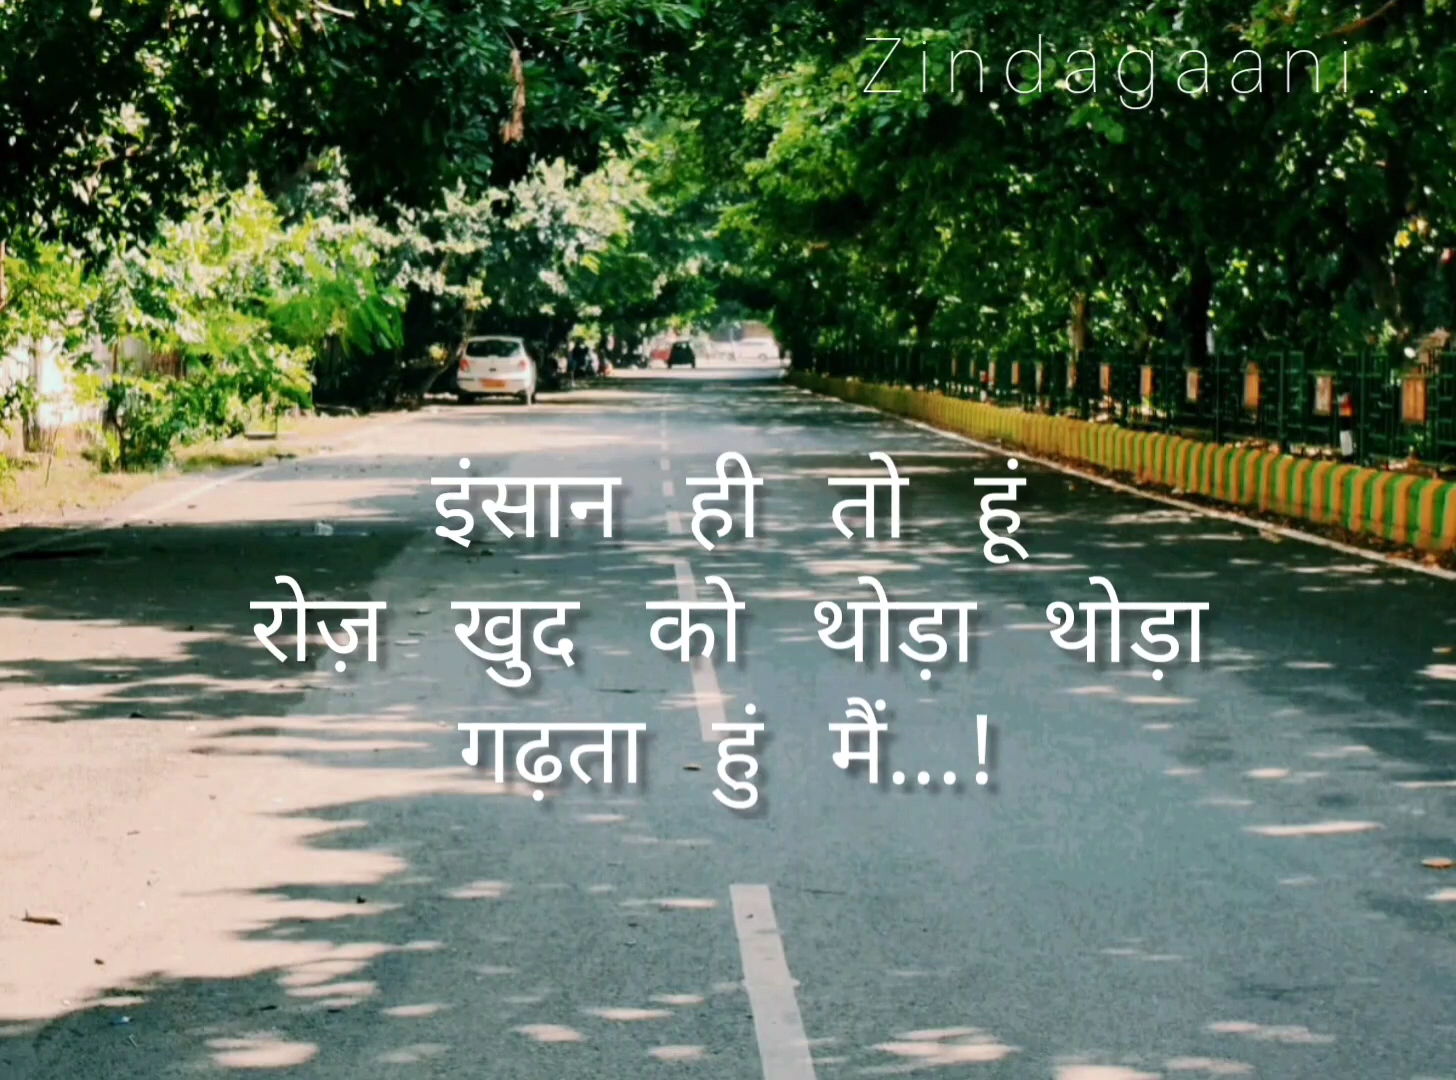 Zindagaani...
इंसान ही तो हूं
रोज़ खुद को थोड़ा थोड़ा
गढ़ता हुं मैं...!